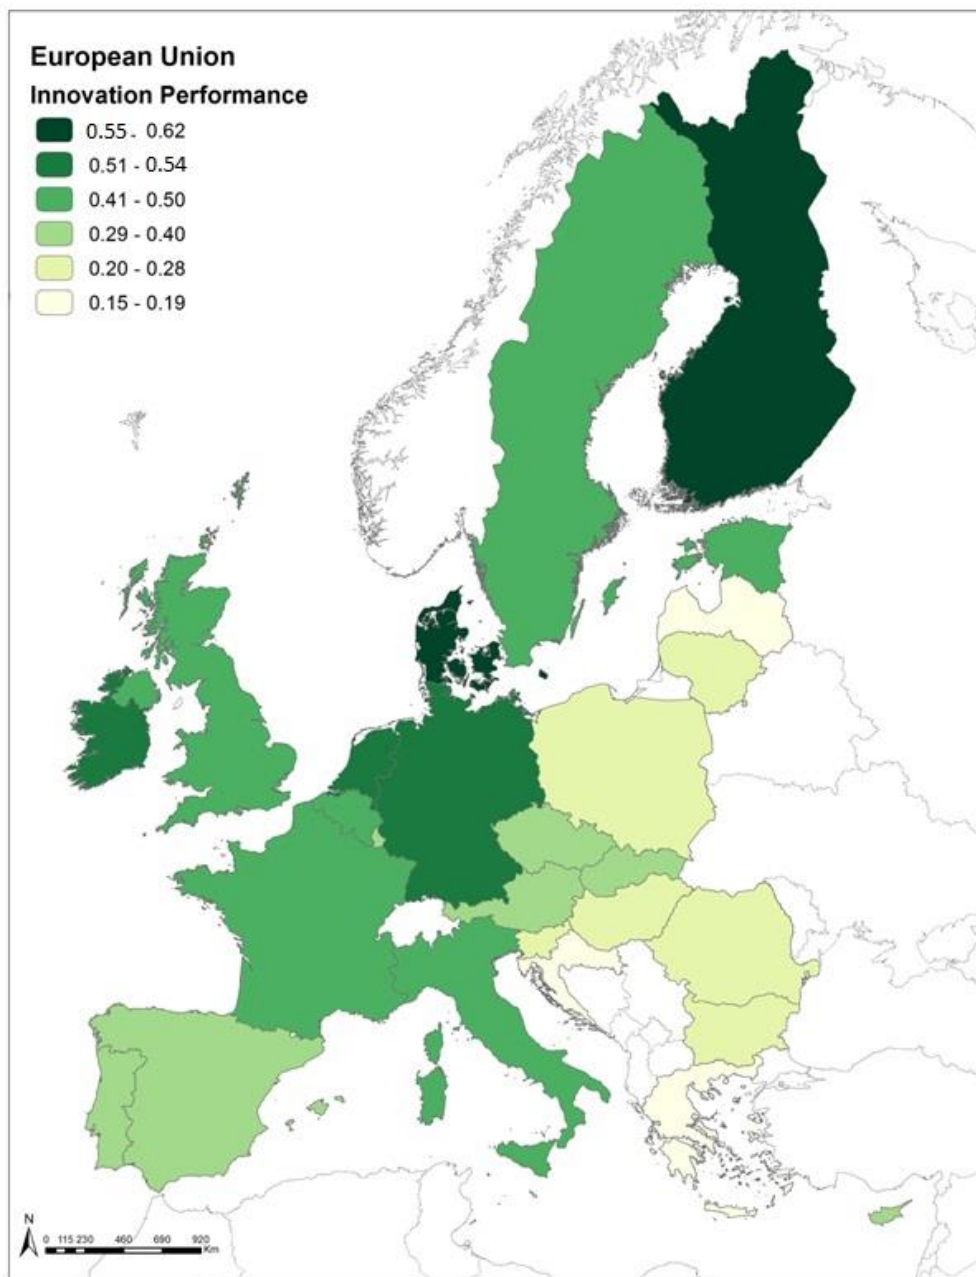 European Union
Innovation Performance
0.55 - 0.62
0.51 - 0.54
0.41 - 0.50
0.29 - 0.40
0.20 - 0.28
0.15 - 0.19
N
0 115 230 460 690 920
Km